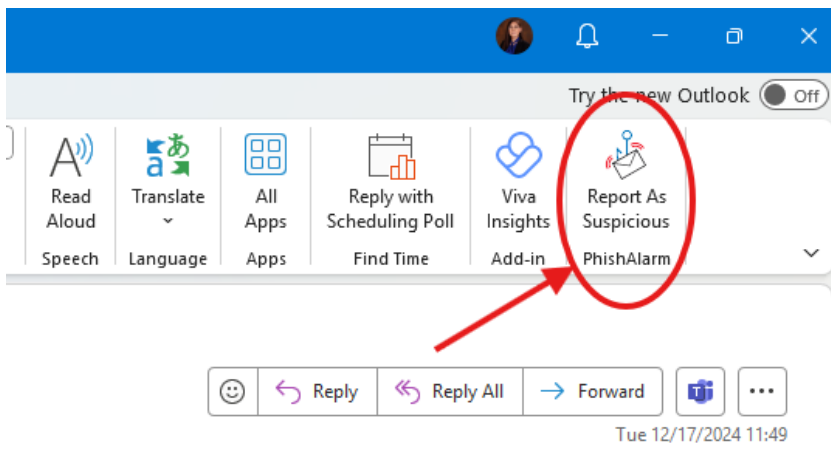 Try the new Outlook Off
Read Aloud
Translate
All Apps
Reply with Scheduling Poll
Viva Insights
Report As Suspicious
Speech
Language
Apps
Find Time
Add-in
PhishAlarm
Reply
Reply All
Forward
Tue 12/17/2024 11:49